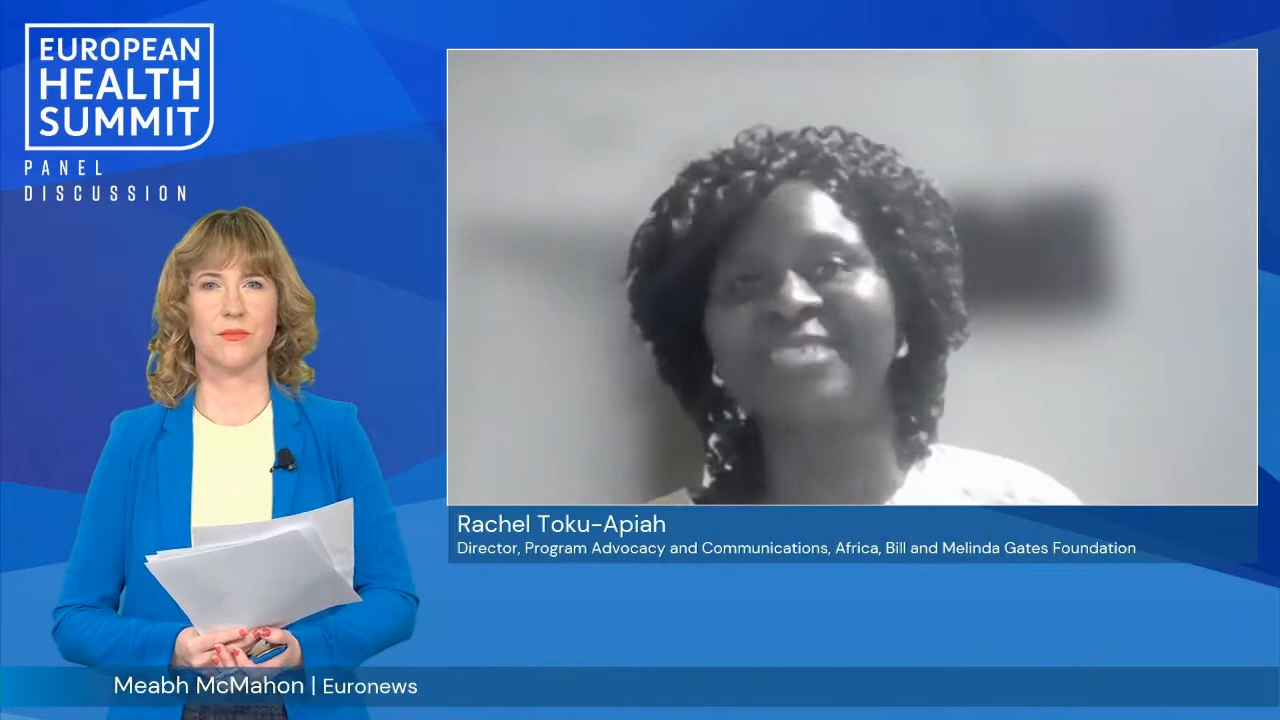 EUROPEAN
HEALTH
SUMMIT
PANEL
DISCUSSION
Rachel Toku-Apiah
Director, Program Advocacy and Communications, Africa, Bill and Melinda Gates Foundation
Meabh McMahon | Euronews